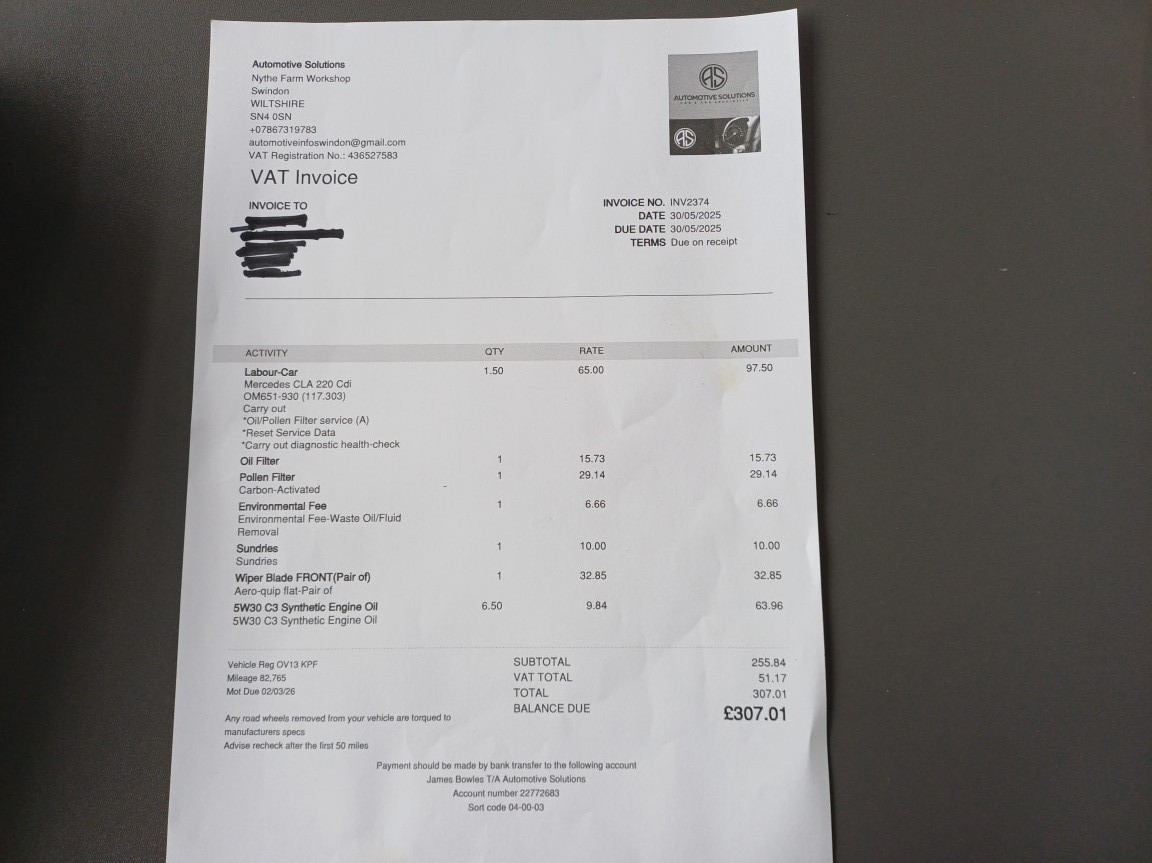 Automotive Solutions
Nythe Farm Workshop
Swindon
WILTSHIRE
SN4 0SN
+07867319783
automotiveinfoswindon@gmail.com
VAT Registration No.: 436527583
AS
AUTOMOTIVE SOLUTIONS
AS
VAT Invoice
INVOICE TO
INVOICE NO. INV2374
DATE 30/05/2025
DUE DATE 30/05/2025
TERMS Due on receipt
ACTIVITY QTY RATE AMOUNT
Labour-Car 1.50 65.00 97.50
Mercedes CLA 220 Cdi
OM651-930 (117.303)
Carry out
*Oil/Pollen Filter service (A)
*Reset Service Data
*Carry out diagnostic health-check
Oil Filter 1 15.73 15.73
Pollen Filter 1 29.14 29.14
Carbon-Activated
Environmental Fee 1 6.66 6.66
Environmental Fee-Waste Oil/Fluid
Removal
Sundries 1 10.00 10.00
Sundries
Wiper Blade FRONT(Pair of) 1 32.85 32.85
Aero-quip flat-Pair of
5W30 C3 Synthetic Engine Oil 6.50 9.84 63.96
5W30 C3 Synthetic Engine Oil
Vehicle Reg OV13 KPF
Mileage 82,765
Mot Due 02/03/26
Any road wheels removed from your vehicle are torqued to
manufacturers specs
Advise recheck after the first 50 miles
SUBTOTAL 255.84
VAT TOTAL 51.17
TOTAL 307.01
BALANCE DUE £307.01
Payment should be made by bank transfer to the following account
James Bowles T/A Automotive Solutions
Account number 22772683
Sort code 04-00-03